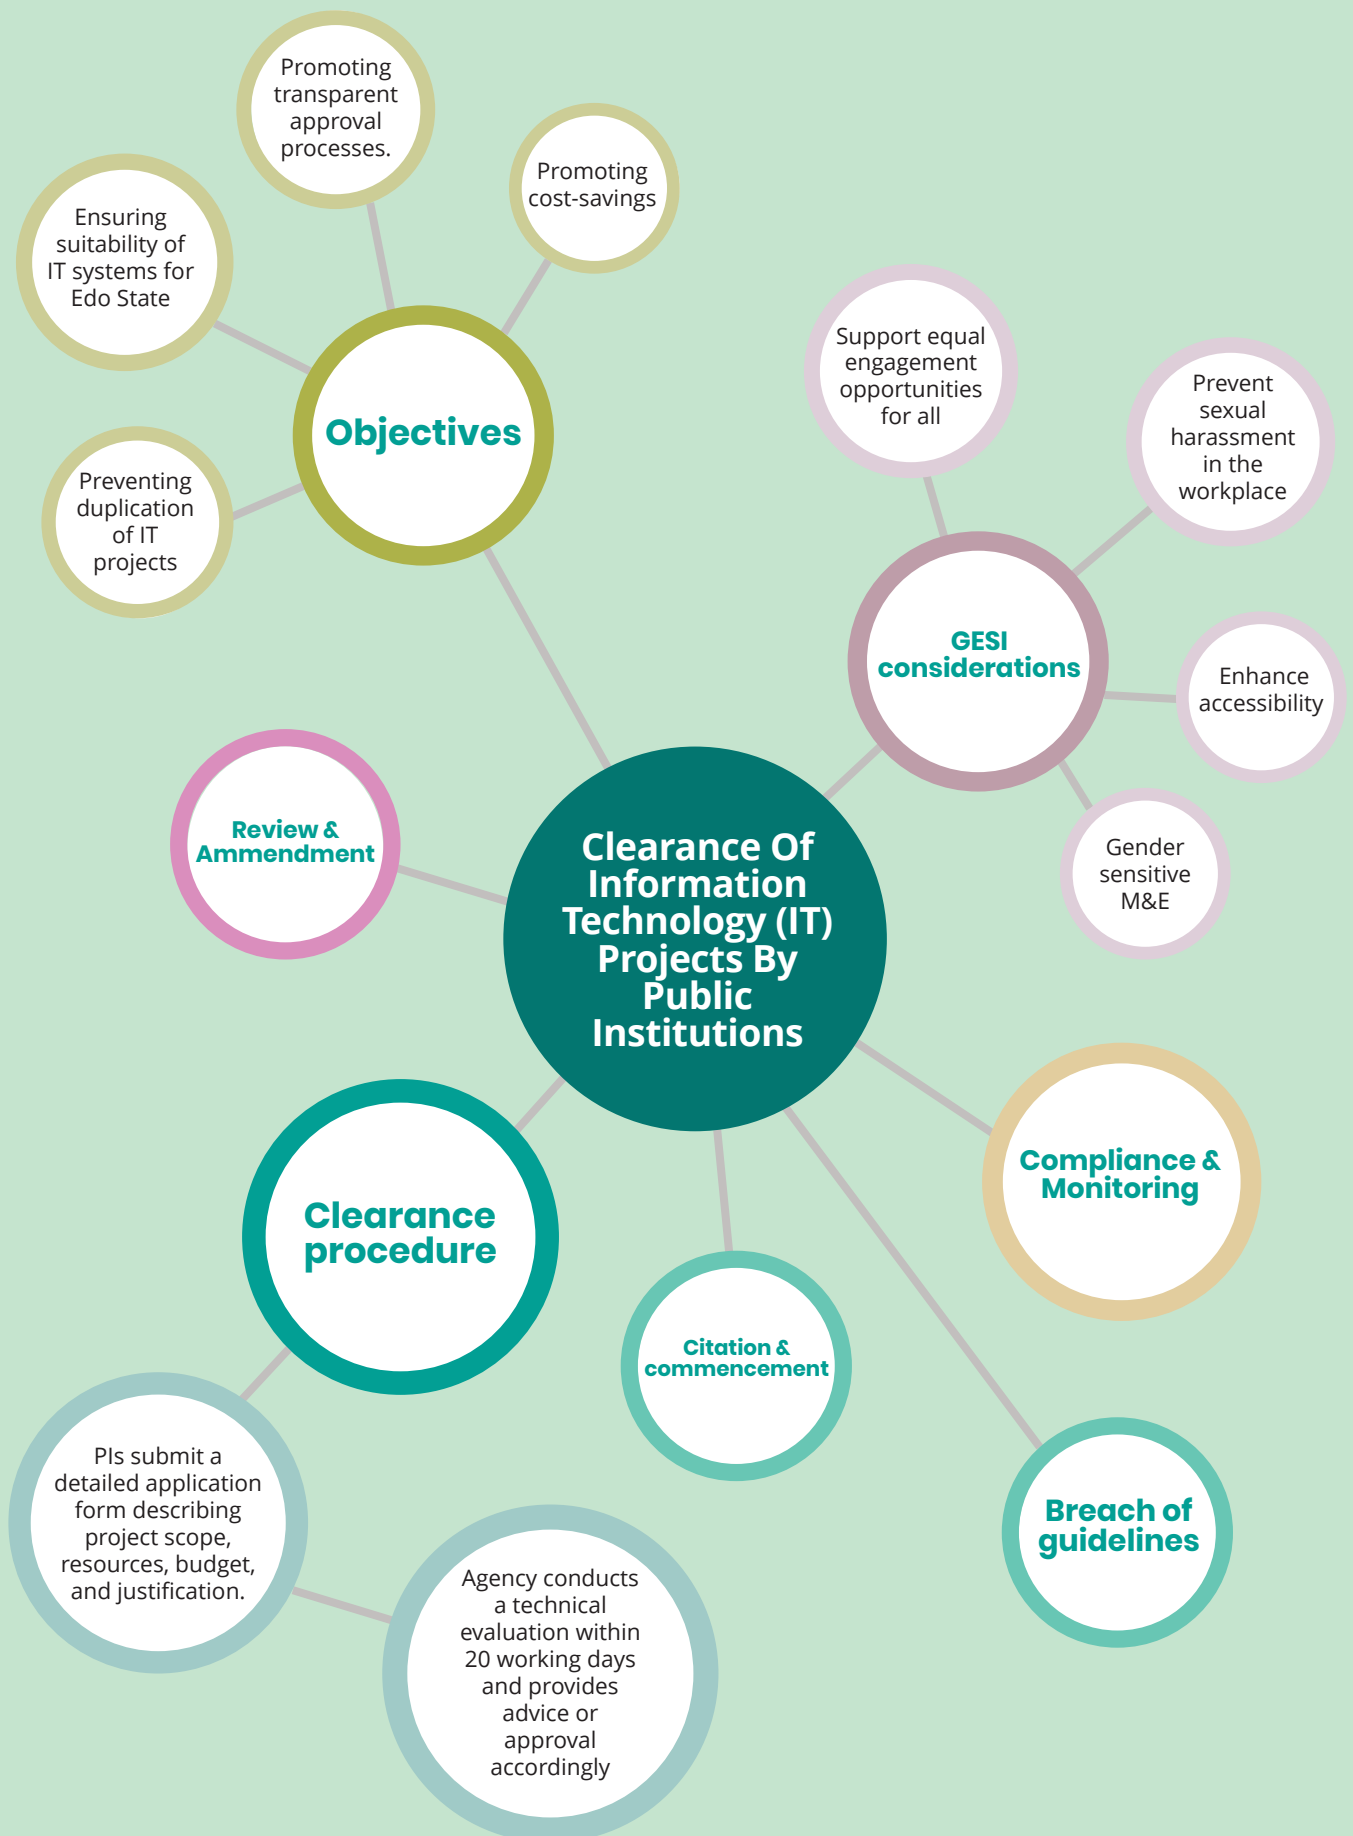 Promoting
transparent
approval
processes.
Promoting
cost-savings
Ensuring
suitability of
IT systems for
Edo State
Objectives
Preventing
duplication
of IT
projects
Support equal
engagement
opportunities
for all
Prevent
sexual
harassment
in the
workplace
GESI
considerations
Enhance
accessibility
Gender
sensitive
M&E
Review &
Ammendment
Clearance Of
Information
Technology (IT)
Projects By
Public
Institutions
Compliance &
Monitoring
Clearance
procedure
Citation &
commencement
Breach of
guidelines
PIs submit a
detailed application
form describing
project scope,
resources, budget,
and justification.
Agency conducts
a technical
evaluation within
20 working days
and provides
advice or
approval
accordingly